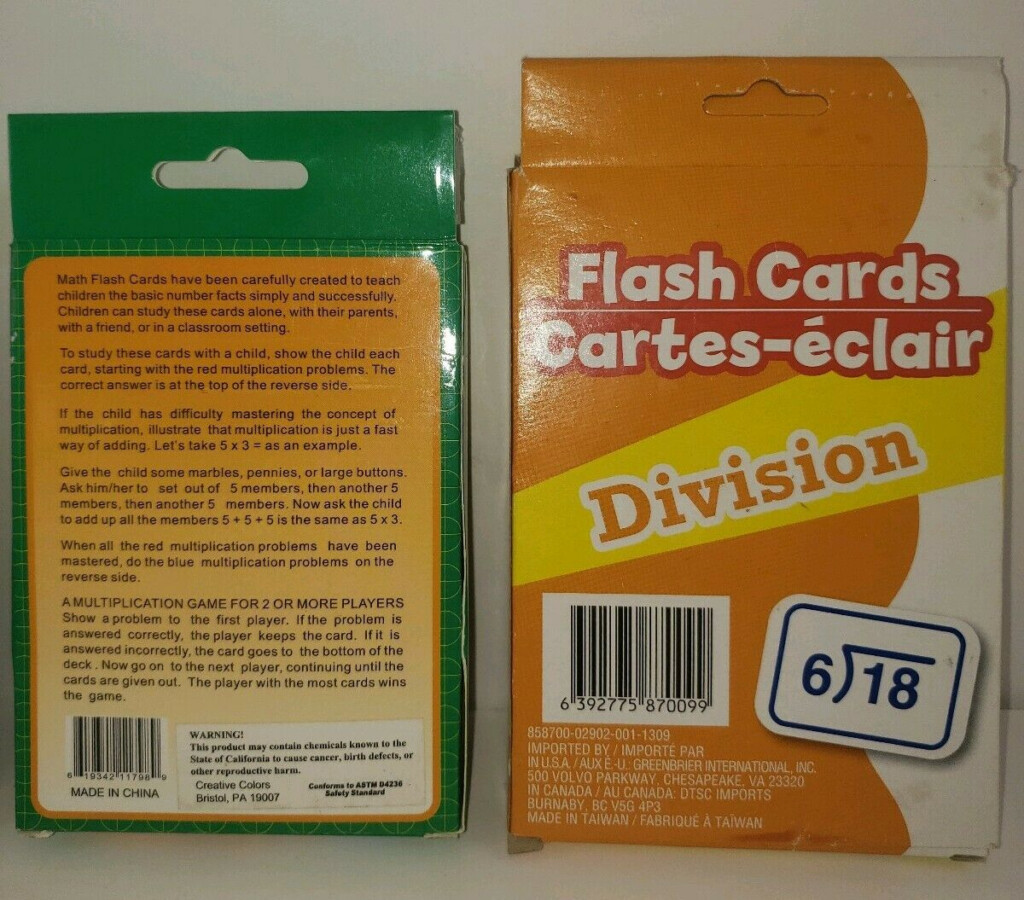 Math Flash Cards have been carefully created to teach
children the basic number facts simply and successfully.
Children can study these cards alone, with their parents,
with a friend, or in a classroom setting.
To study these cards with a child, show the child each
card, starting with the red multiplication problems. The
correct answer is at the top of the reverse side.
If the child has difficulty mastering the concept of
multiplication, illustrate that multiplication is just a fast
way of adding. Let's take 5 x 3 = as an example.
Give the child some marbles, pennies, or large buttons.
Ask him/her to set out of 5 members, then another 5
members, then another 5 members. Now ask the child
to add up all the members 5 + 5 + 5 is the same as 5 x 3.
When all the red multiplication problems have been
mastered, do the blue multiplication problems on the
reverse side.
A MULTIPLICATION GAME FOR 2 OR MORE PLAYERS
Show a problem to the first player. If the problem is
answered correctly, the player keeps the card. If it is
answered incorrectly, the card goes to the bottom of the
deck. Now go on to the next player, continuing until the
cards are given out. The player with the most cards wins
the game.
6 19342 11798 9
MADE IN CHINA
WARNING!
This product may contain chemicals known to the
State of California to cause cancer, birth defects, or
other reproductive harm.
Creative Colors
Bristol, PA 19007
Conforms to ASTM D4236
Safety Standard
Flash Cards
Cartes-éclair
Division
6)18
6 392775 870099
858700-02902-001-1309
IMPORTED BY / IMPORTÉ PAR
IN U.S.A. / AUX É.-U. GREENBRIER INTERNATIONAL, INC.
500 VOLVO PARKWAY, CHESAPEAKE, VA 23320
IN CANADA / AU CANADA: DTSC IMPORTS
BURNABY, BC V5G 4P3
MADE IN TAIWAN / FABRIQUÉ À TAÏWAN